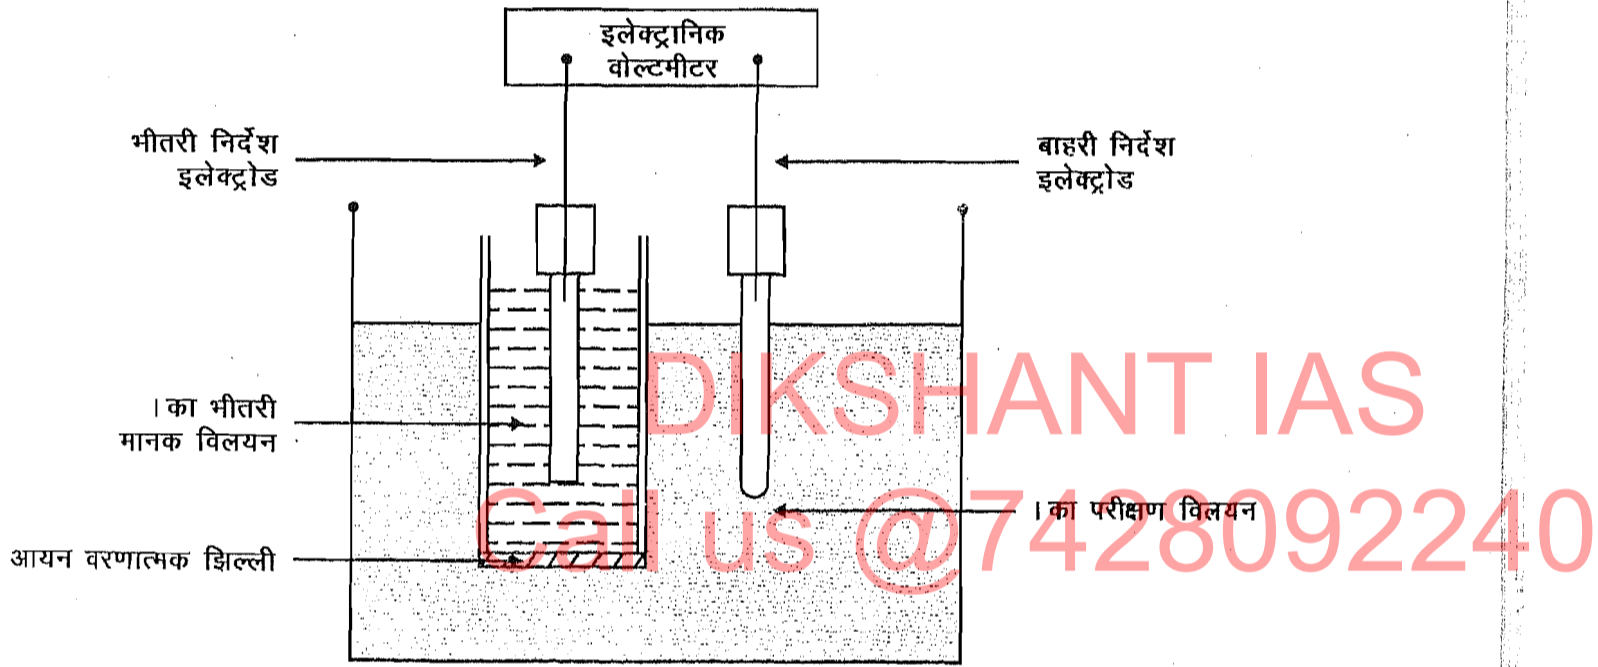 इलेक्ट्रानिक
वोल्टमीटर
भीतरी निर्देश
इलेक्ट्रोड
बाहरी निर्देश
इलेक्ट्रोड
I का भीतरी
मानक विलयन
I का परीक्षण विलयन
आयन वरणात्मक झिल्ली
DIKSHANT IAS
Call us @7428092240